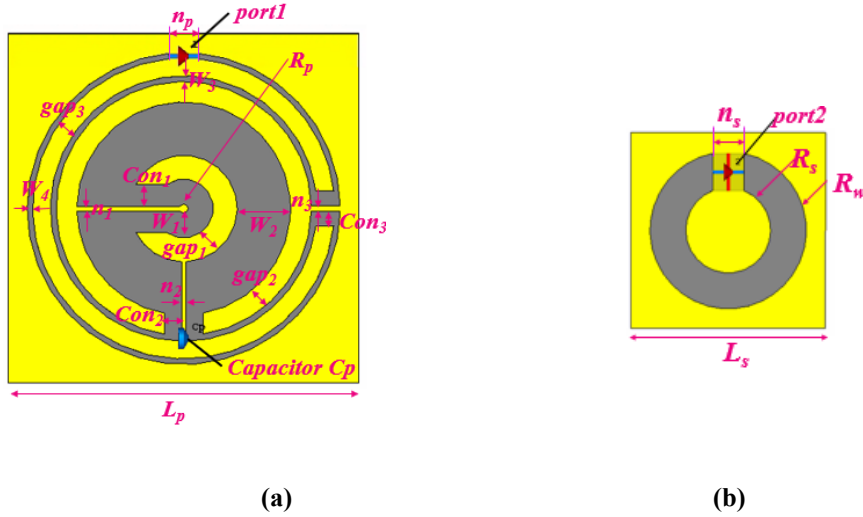 (a)
n_p port1
R_p
W_3
gap_3
(b)
n_s port2
R_s
R_w
Con_1
W_4
n_1
n_3
W_1
W_2
Con_3
gap_1
gap_2
n_2
Con_2
Cp
Capacitor Cp
L_s
L_p
(a)
(b)